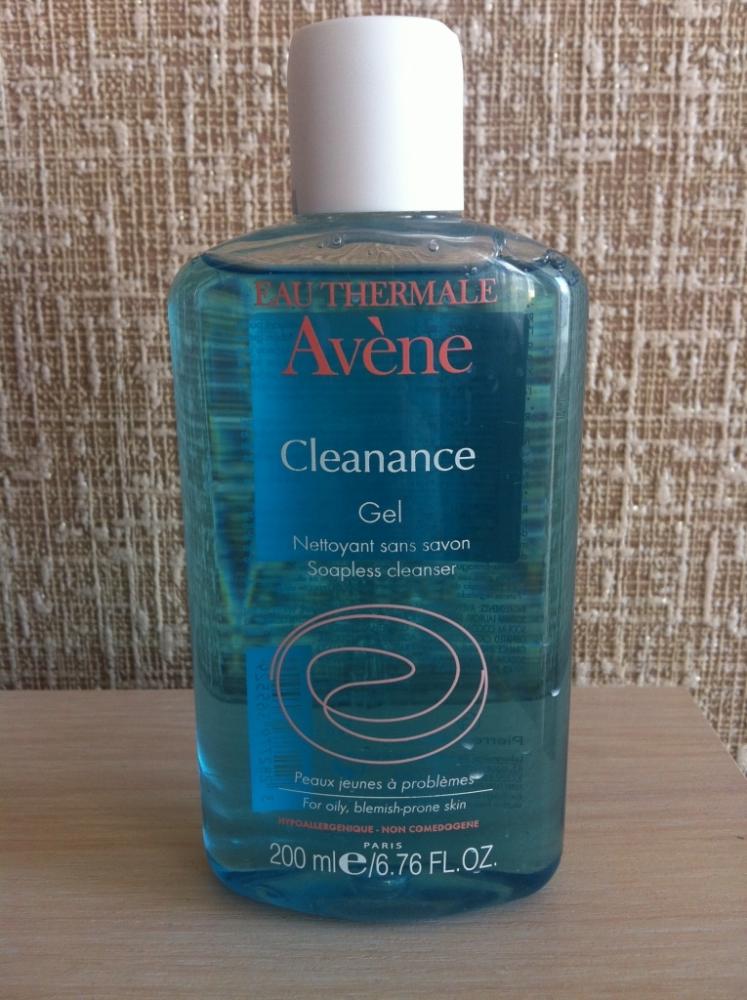 EAU THERMALE
Avène
Cleanance
Gel
Nettoyant sans savon
Soapless cleanser
Peaux jeunes à problèmes
For oily, blemish-prone skin
HYPOALLERGENIQUE - NON COMEDOGENE
PARIS
200 ml e/6.76 FL.OZ.